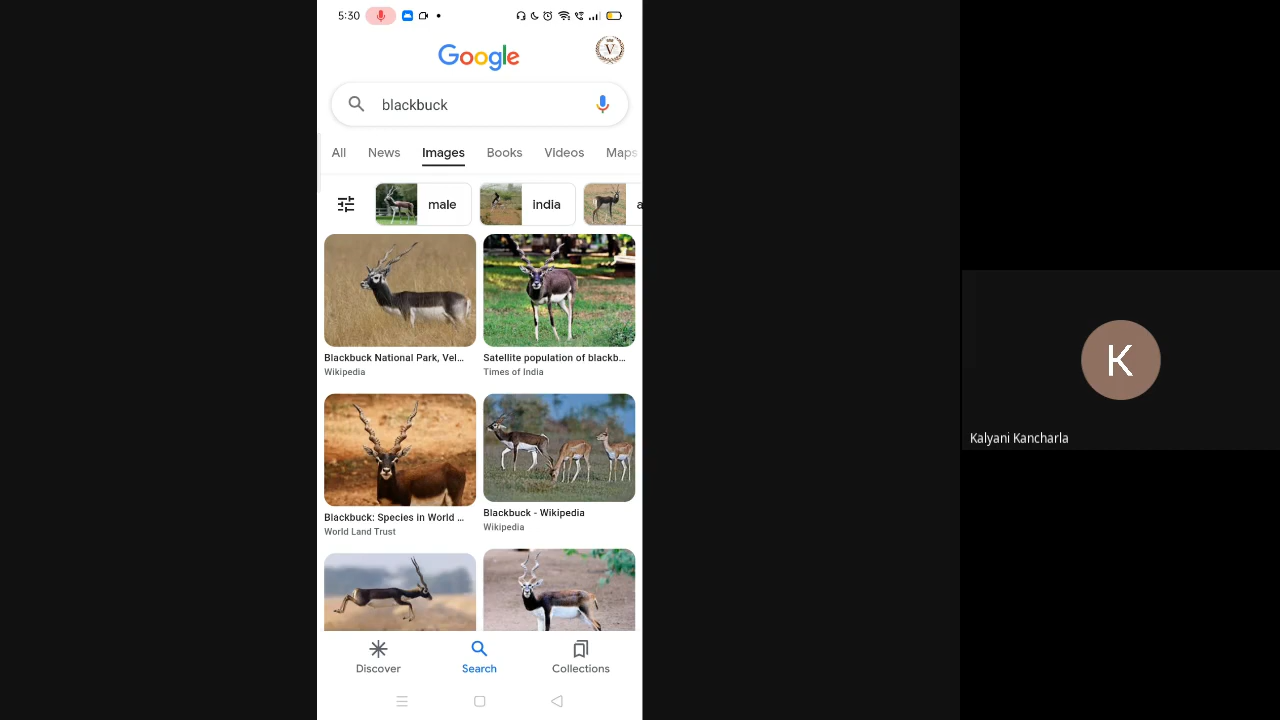 5:30
Google
V
blackbuck
All News Images Books Videos Maps
male india
Blackbuck National Park, Vel...
Wikipedia
Satellite population of blackb...
Times of India
Blackbuck: Species in World ...
World Land Trust
Blackbuck - Wikipedia
Wikipedia
Discover Search Collections
K
Kalyani Kancharla